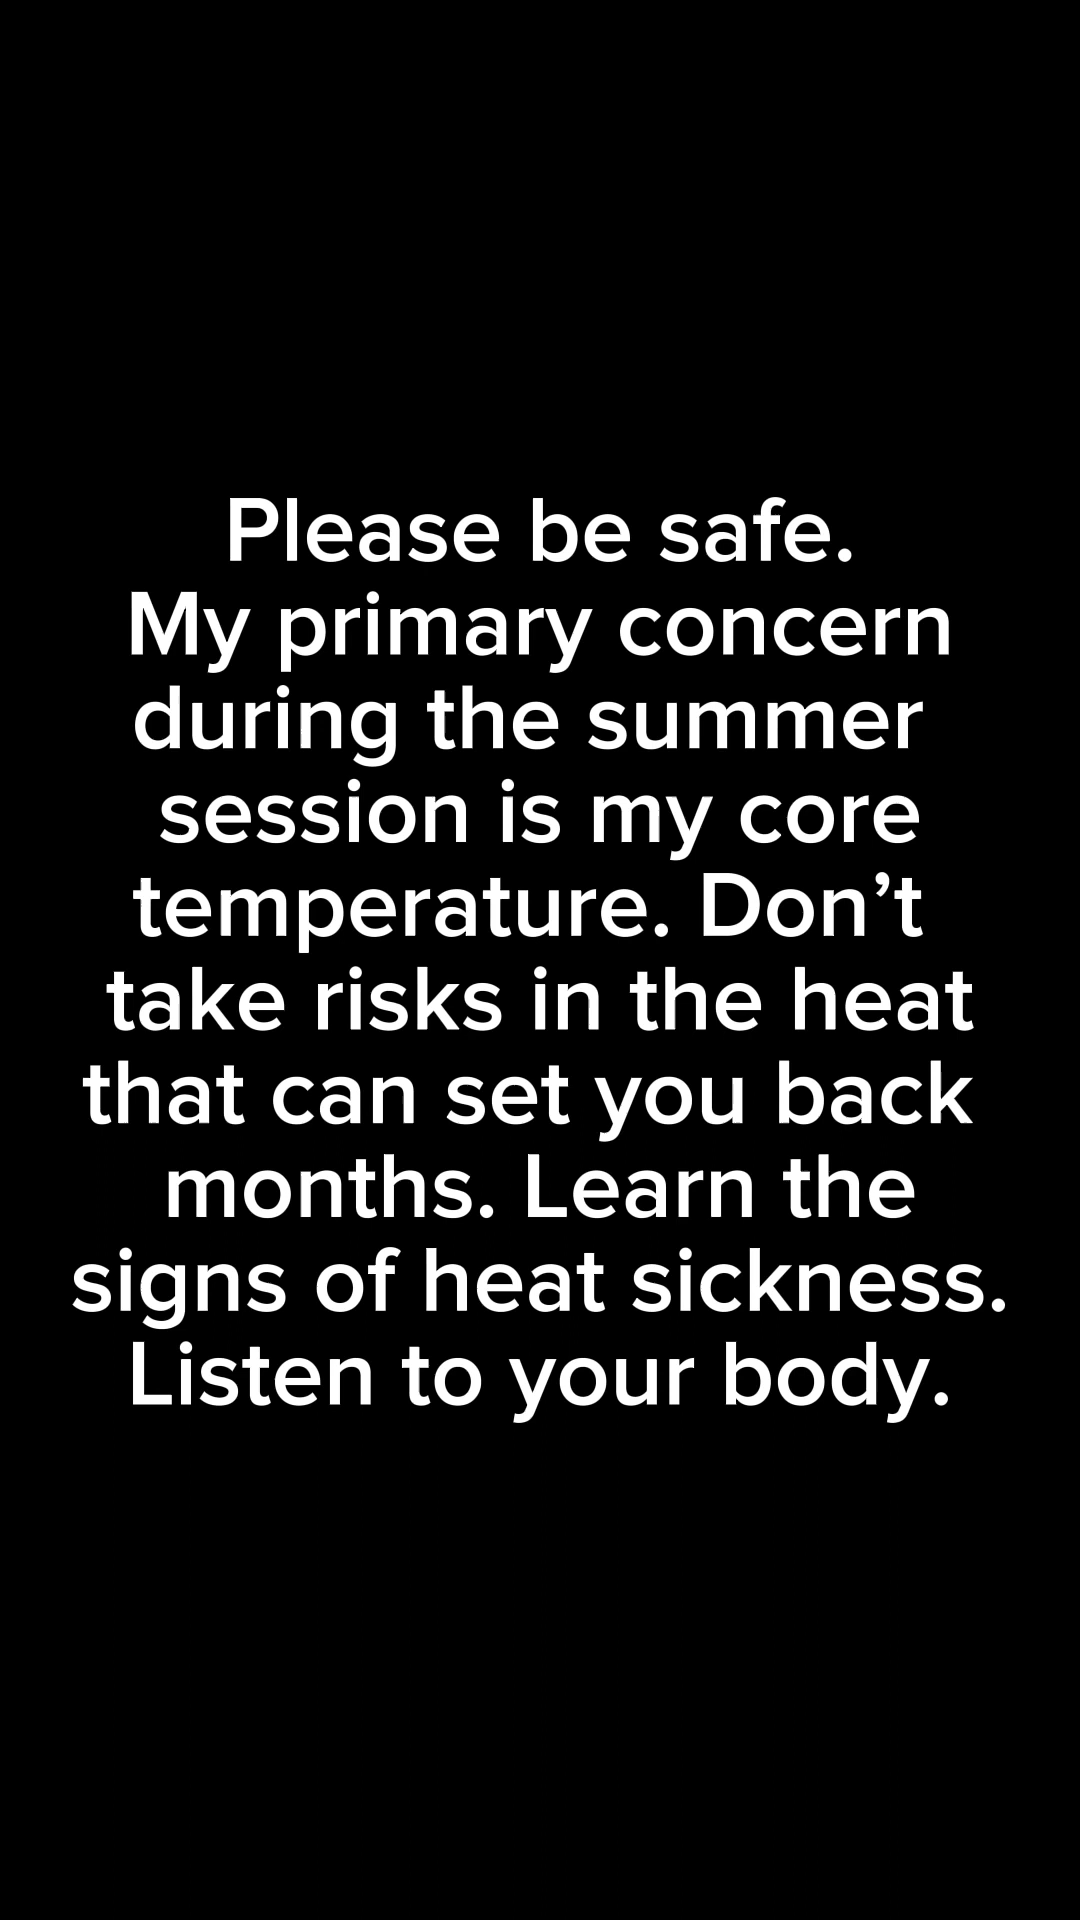 Please be safe.
My primary concern
during the summer
session is my core
temperature. Don’t
take risks in the heat
that can set you back
months. Learn the
signs of heat sickness.
Listen to your body.